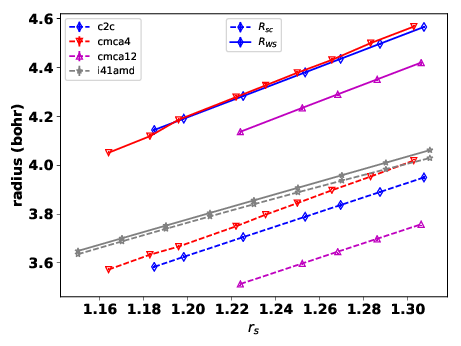 c2c
cmca4
cmca12
i41amd
R_sc
R_WS
radius (bohr)
4.6
4.4
4.2
4.0
3.8
3.6
1.16 1.18 1.20 1.22 1.24 1.26 1.28 1.30
r_s